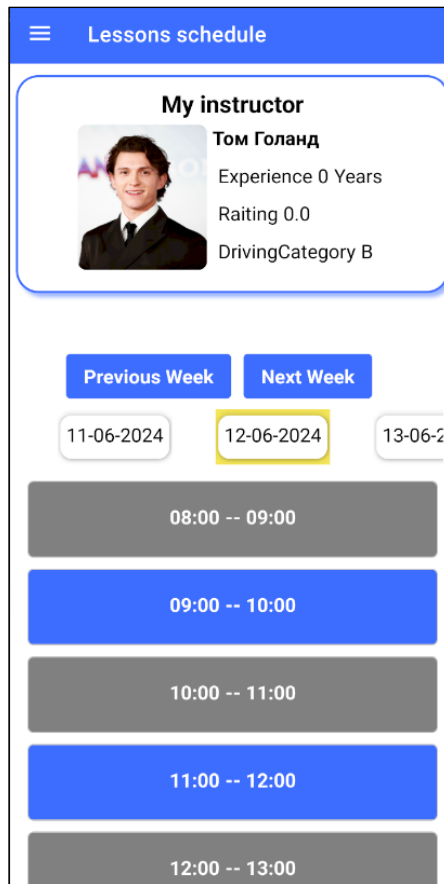 Lessons schedule
My instructor
Том Голанд
Experience 0 Years
Raiting 0.0
DrivingCategory B
Previous Week Next Week
11-06-2024 12-06-2024 13-06-2
08:00 -- 09:00
09:00 -- 10:00
10:00 -- 11:00
11:00 -- 12:00
12:00 -- 13:00